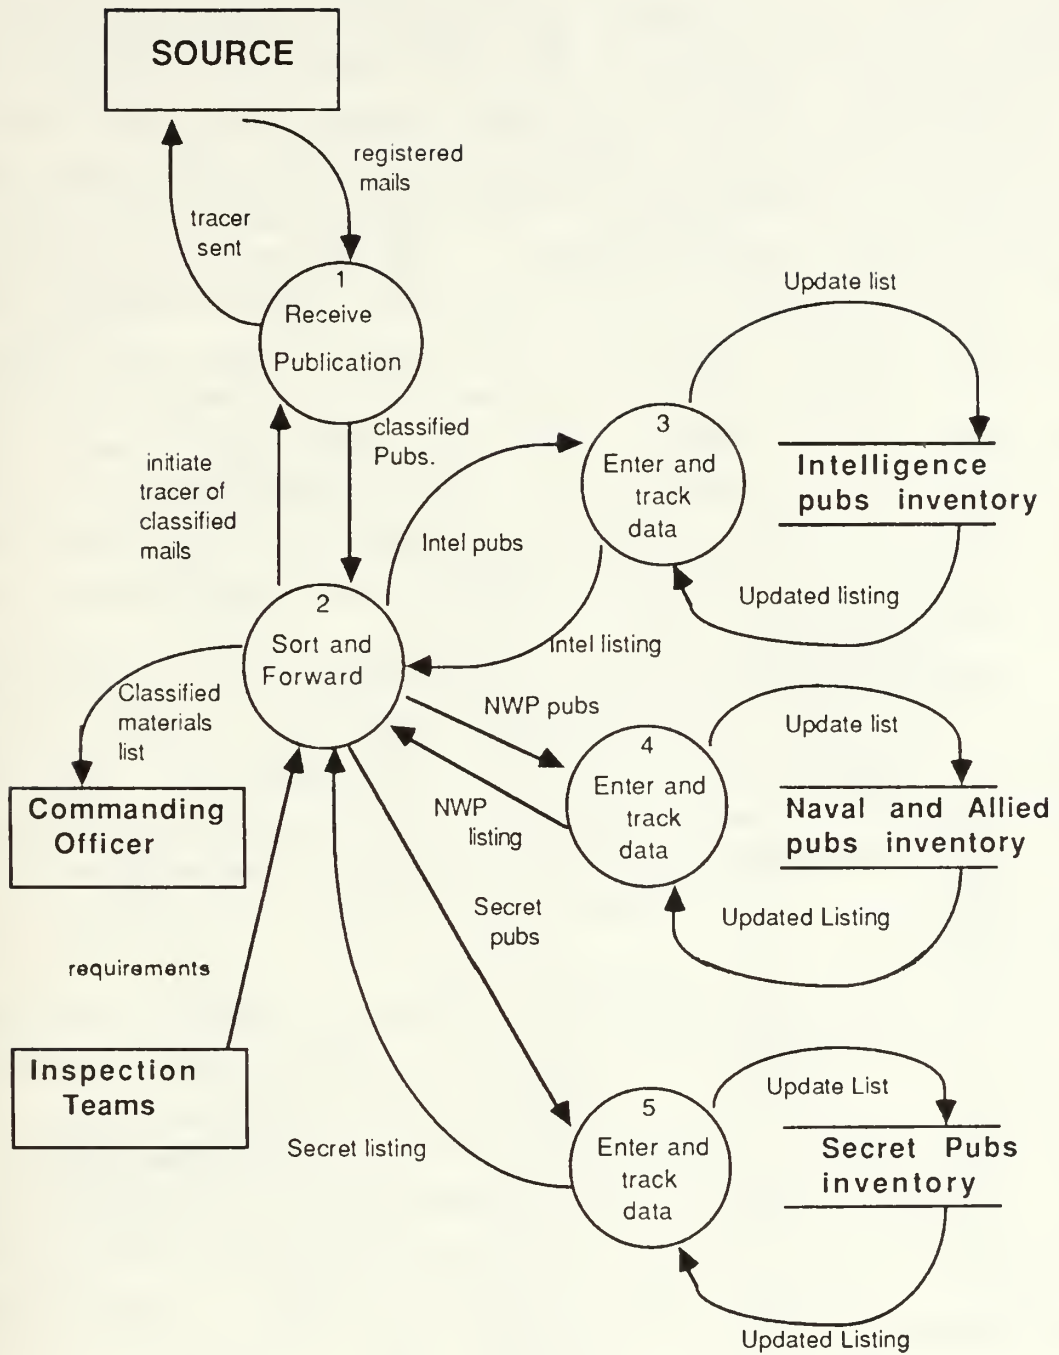 SOURCE
registered
mails
tracer
sent
1
Receive
Publication
Update list
classified
Pubs.
initiate
tracer of
classified
mails
3
Enter and
track
data
Intelligence
pubs inventory
Intel pubs
Updated listing
2
Sort and
Forward
Intel listing
Classified
materials
list
NWP pubs
Update list
4
Enter and
track
data
Commanding
Officer
NWP
listing
Naval and Allied
pubs inventory
Secret
pubs
Updated Listing
requirements
Inspection
Teams
Update List
5
Enter and
track
data
Secret listing
Secret Pubs
inventory
Updated Listing